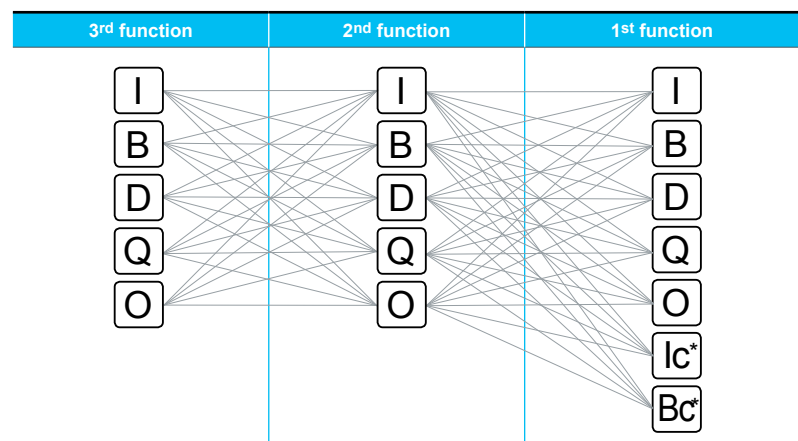 3rd function 2nd function 1st function
I I I
B B B
D D D
Q Q Q
O O O
Ic*
Bc*